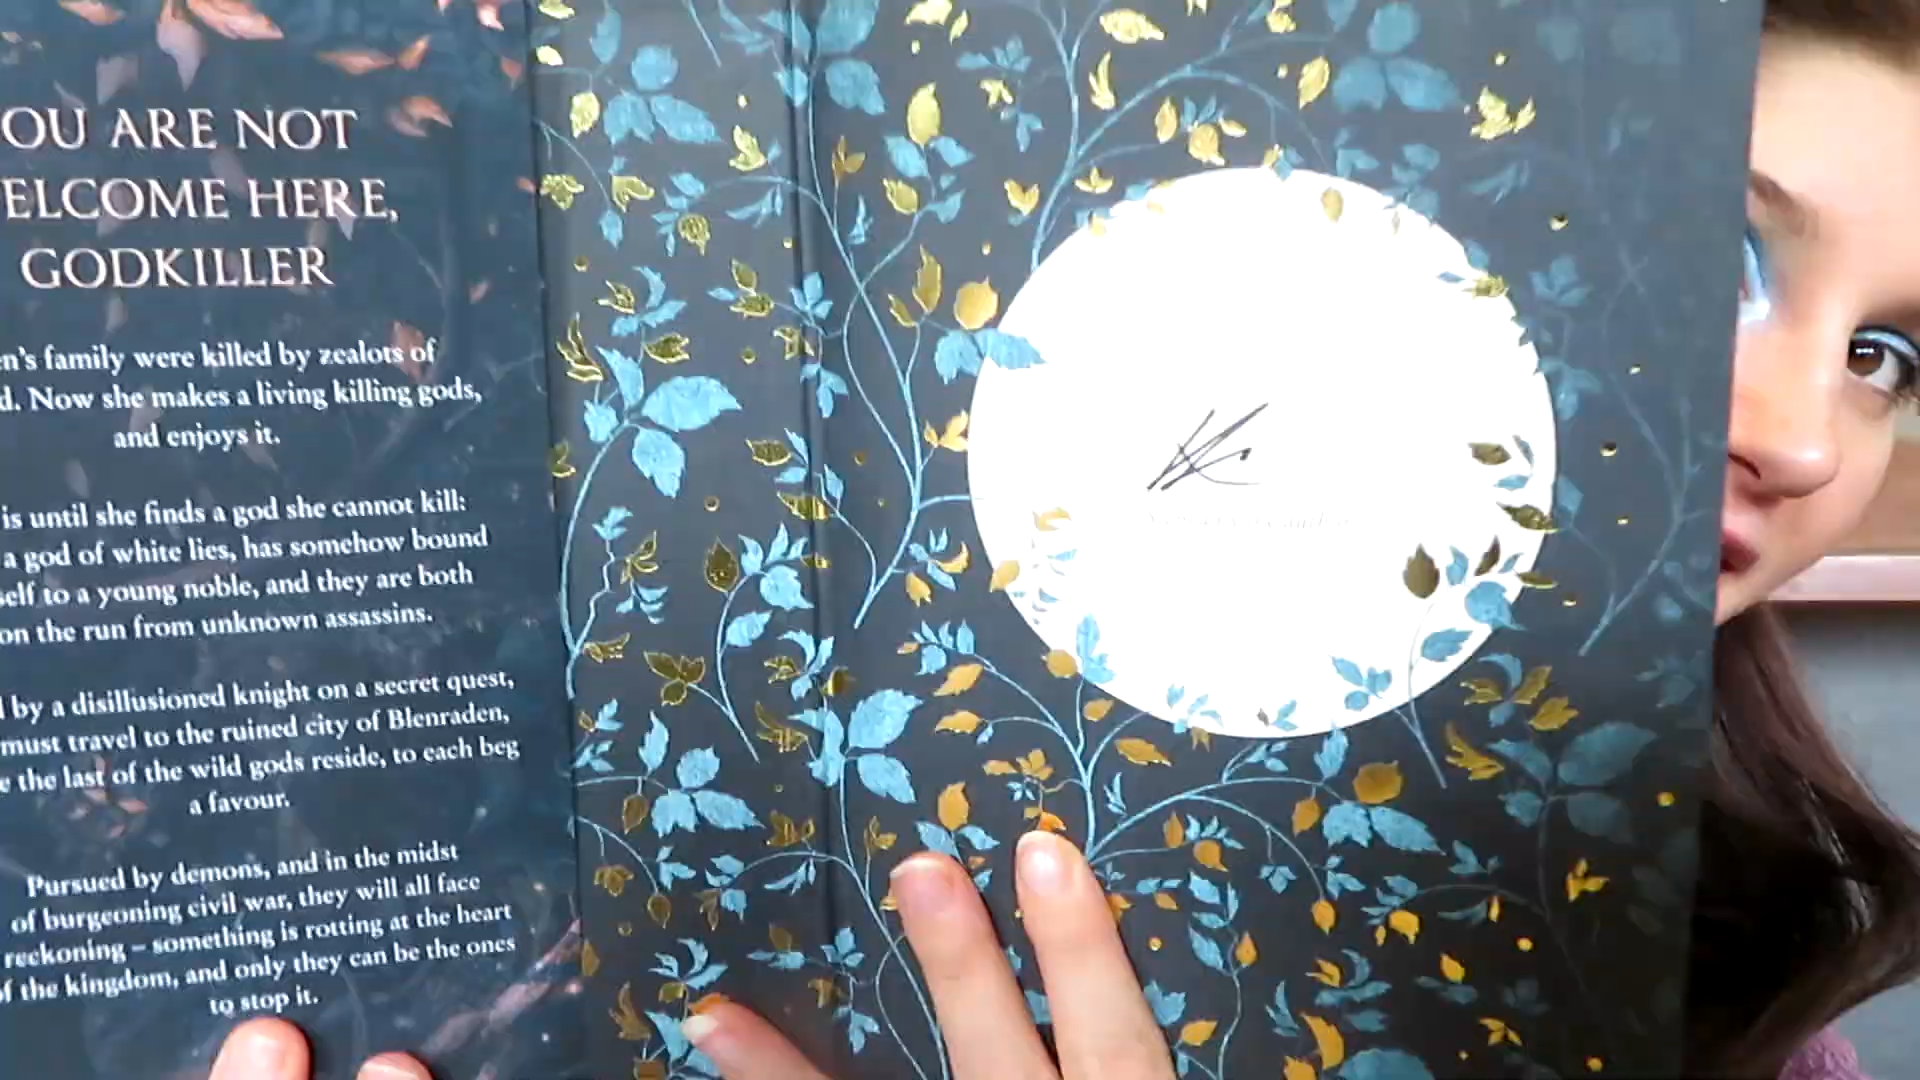 OU ARE NOT
ELCOME HERE,
GODKILLER
n's family were killed by zealots of
d. Now she makes a living killing gods,
and enjoys it.
is until she finds a god she cannot kill:
a god of white lies, has somehow bound
self to a young noble, and they are both
on the run from unknown assassins.
by a disillusioned knight on a secret quest,
must travel to the ruined city of Blenraden,
e the last of the wild gods reside, to each beg
a favour.
Pursued by demons, and in the midst
of burgeoning civil war, they will all face
reckoning – something is rotting at the heart
of the kingdom, and only they can be the ones
to stop it.